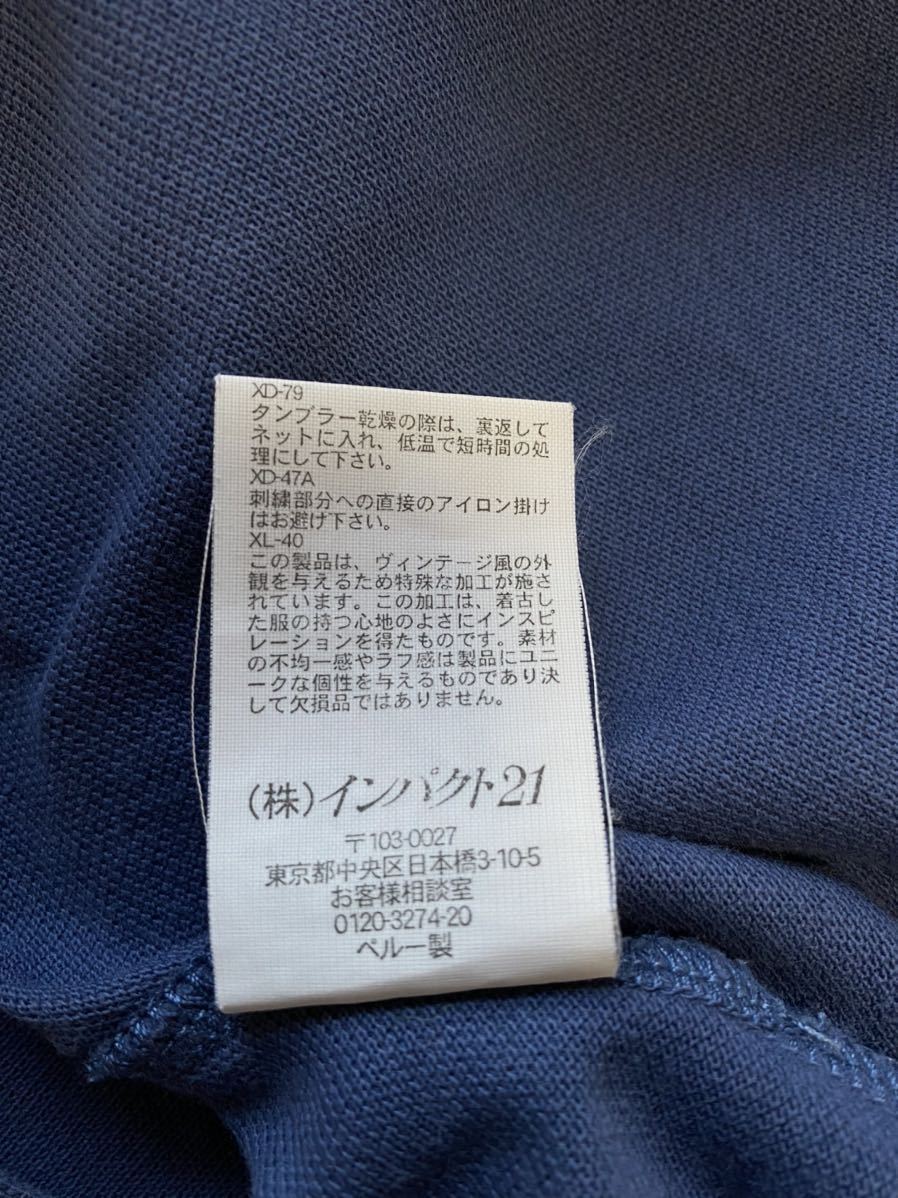 XD-79
タンブラー乾燥の際は、裏返して
ネットに入れ、低温で短時間の処
理にして下さい。
XD-47A
刺繍部分への直接のアイロン掛け
はお避け下さい。
XL-40
この製品は、ヴィンテージ風の外
観を与えるため特殊な加工が施さ
れています。この加工は、着古し
た服の持つ心地のよさにインスピ
レーションを得たものです。素材
の不均一感やラフ感は製品にユニ
ークな個性を与えるものであり決
して欠損品ではありません。
(株)インパクト21
〒103-0027
東京都中央区日本橋3-10-5
お客様相談室
0120-3274-20
ペルー製